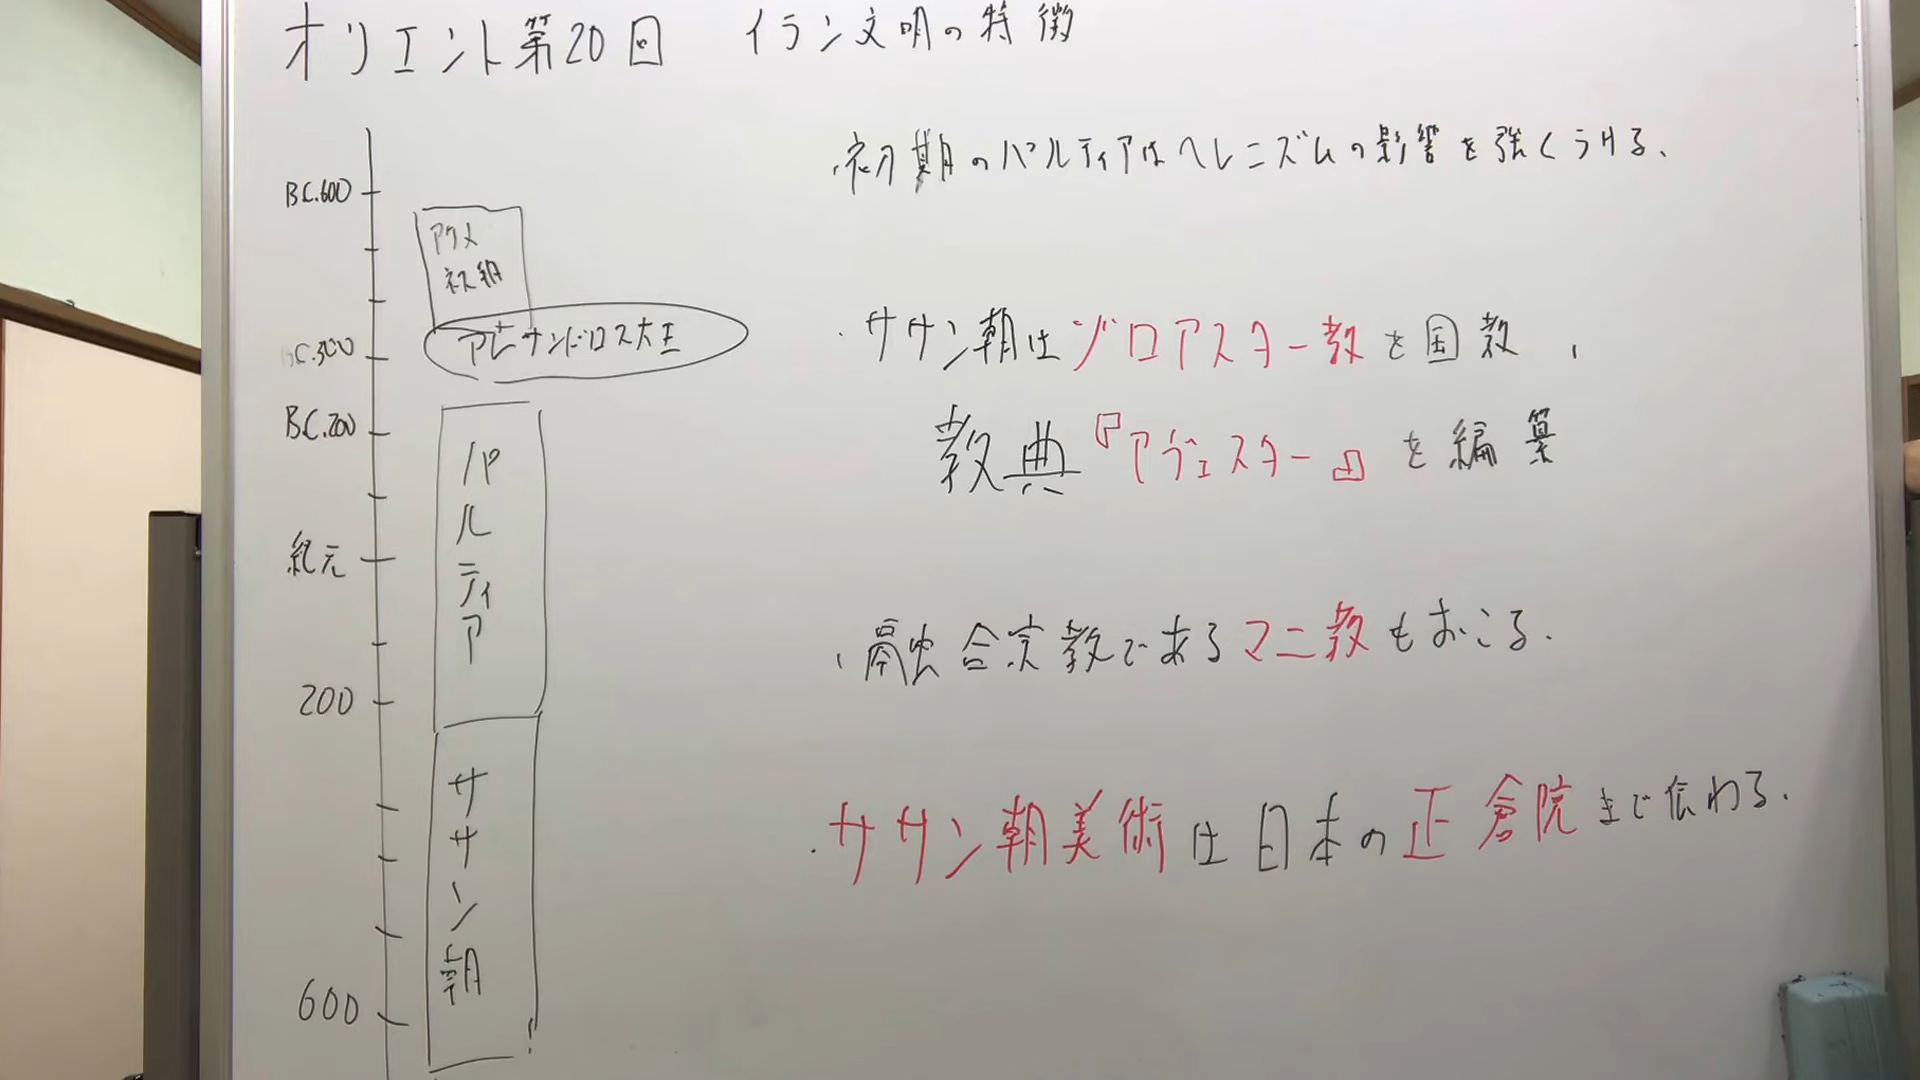 オリエント第20回 イラン文明の特徴
BC.600
アケメ
ネス朝
BC.300
アレサンドロス大王
BC.200
パルティア
紀元
200
ササン朝
600
・初期のパルティアはヘレニズムの影響を強くうける、
・ササン朝はゾロアスター教を国教、
教典『アヴェスター』を編纂
・融合宗教であるマニ教もおこる.
・ササン朝美術は日本の正倉院まで伝わる.